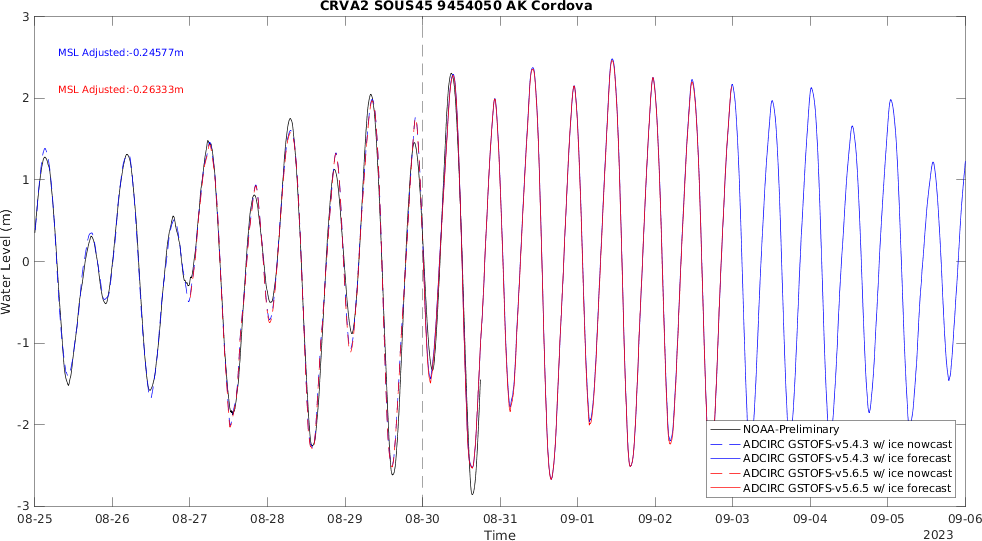 CRVA2 SOUS45 9454050 AK Cordova
MSL Adjusted:-0.24577m
MSL Adjusted:-0.26333m
Water Level (m)
3
2
1
0
-1
-2
-3
NOAA-Preliminary
ADCIRC GSTOFS-v5.4.3 w/ ice nowcast
ADCIRC GSTOFS-v5.4.3 w/ ice forecast
ADCIRC GSTOFS-v5.6.5 w/ ice nowcast
ADCIRC GSTOFS-v5.6.5 w/ ice forecast
08-25 08-26 08-27 08-28 08-29 08-30 08-31 09-01 09-02 09-03 09-04 09-05 09-06
Time
2023